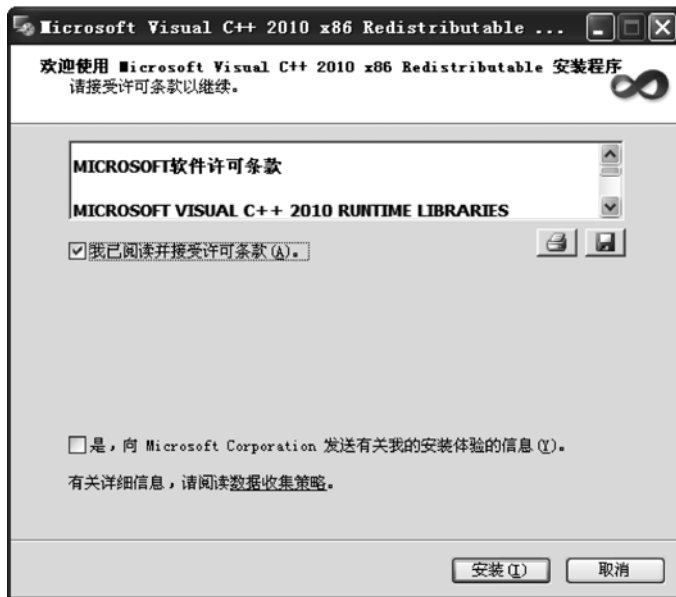 Microsoft Visual C++ 2010 x86 Redistributable ...
欢迎使用 Microsoft Visual C++ 2010 x86 Redistributable 安装程序
请接受许可条款以继续。
MICROSOFT软件许可条款
MICROSOFT VISUAL C++ 2010 RUNTIME LIBRARIES
我已阅读并接受许可条款(A)。
是，向 Microsoft Corporation 发送有关我的安装体验的信息(Y)。
有关详细信息，请阅读数据收集策略。
安装(I) 取消